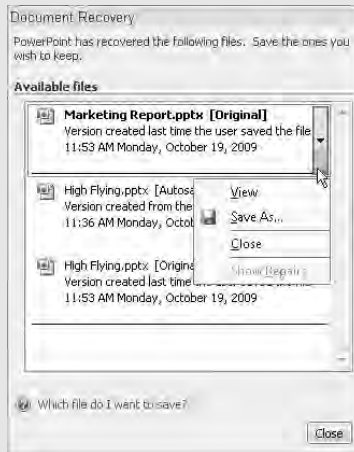 Document Recovery
PowerPoint has recovered the following files. Save the ones you
wish to keep.
Available files
Marketing Report.pptx [Original]
Version created last time the user saved the file
11:53 AM Monday, October 19, 2009
High Flying.pptx [Autosa
Version created from the
11:36 AM Monday, Octob
View
Save As...
Close
Show Repairs
High Flying.pptx [Origina
Version created last time
11:53 AM Monday, October 19, 2009
Which file do I want to save?
Close